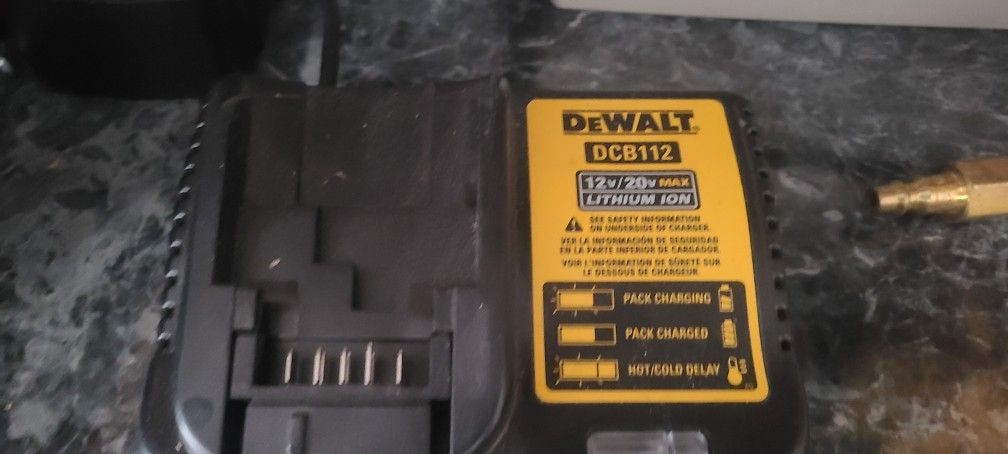 DEWALT
DCB112
12V/20V MAX
LITHIUM ION
SEE SAFETY INFORMATION
ON UNDERSIDE OF CHARGER
VER LA INFORMACIÓN DE SEGURIDAD
EN LA PARTE INFERIOR DE CARGADOR
VOIR L'INFORMATION DE SÛRETÉ SUR
LE DESSOUS DE CHARGEUR
PACK CHARGING
PACK CHARGED
HOT/COLD DELAY